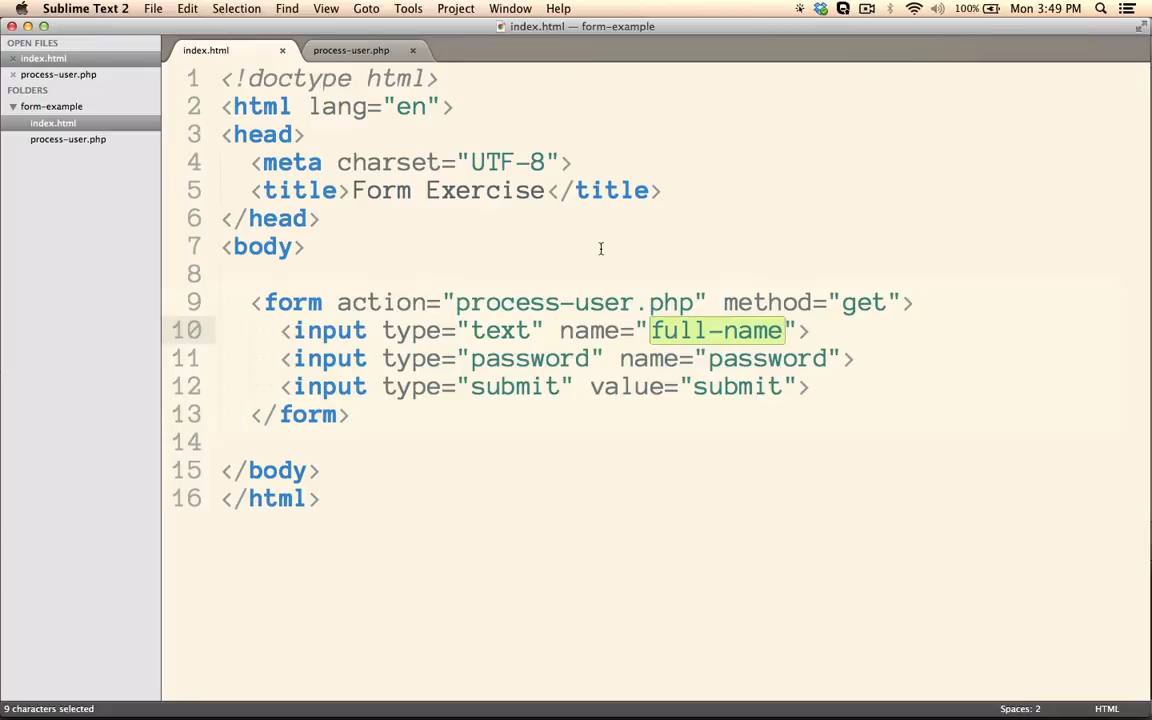 Sublime Text 2 File Edit Selection Find View Goto Tools Project Window Help 100% Mon 3:49 PM
index.html — form-example
OPEN FILES
index.html
process-user.php
FOLDERS
form-example
index.html
process-user.php
index.html process-user.php
1 <!doctype html>
2 <html lang="en">
3 <head>
4 <meta charset="UTF-8">
5 <title>Form Exercise</title>
6 </head>
7 <body>
8
9 <form action="process-user.php" method="get">
10 <input type="text" name="full-name">
11 <input type="password" name="password">
12 <input type="submit" value="submit">
13 </form>
14
15 </body>
16 </html>
9 characters selected Spaces: 2 HTML